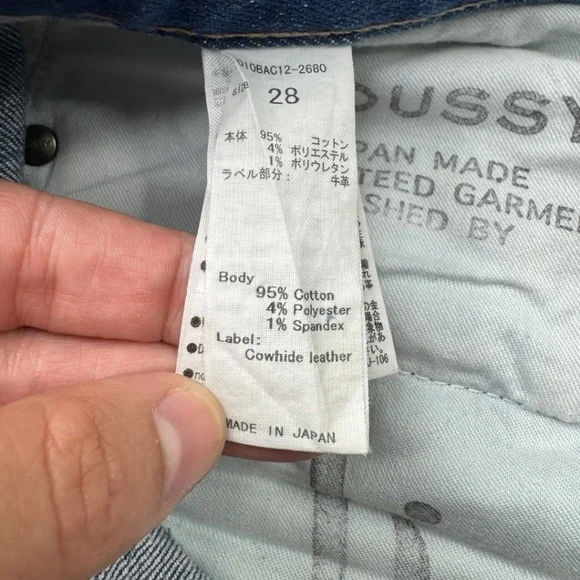 010BAC12-2680
SIZE
28
本体 95% コットン
4% ポリエステル
1% ポリウレタン
ラベル部分: 牛革
Body
95% Cotton
4% Polyester
1% Spandex
Label:
Cowhide leather
MADE IN JAPAN
OUSSY
PAN MADE
TEED GARME
SHED BY
J-106